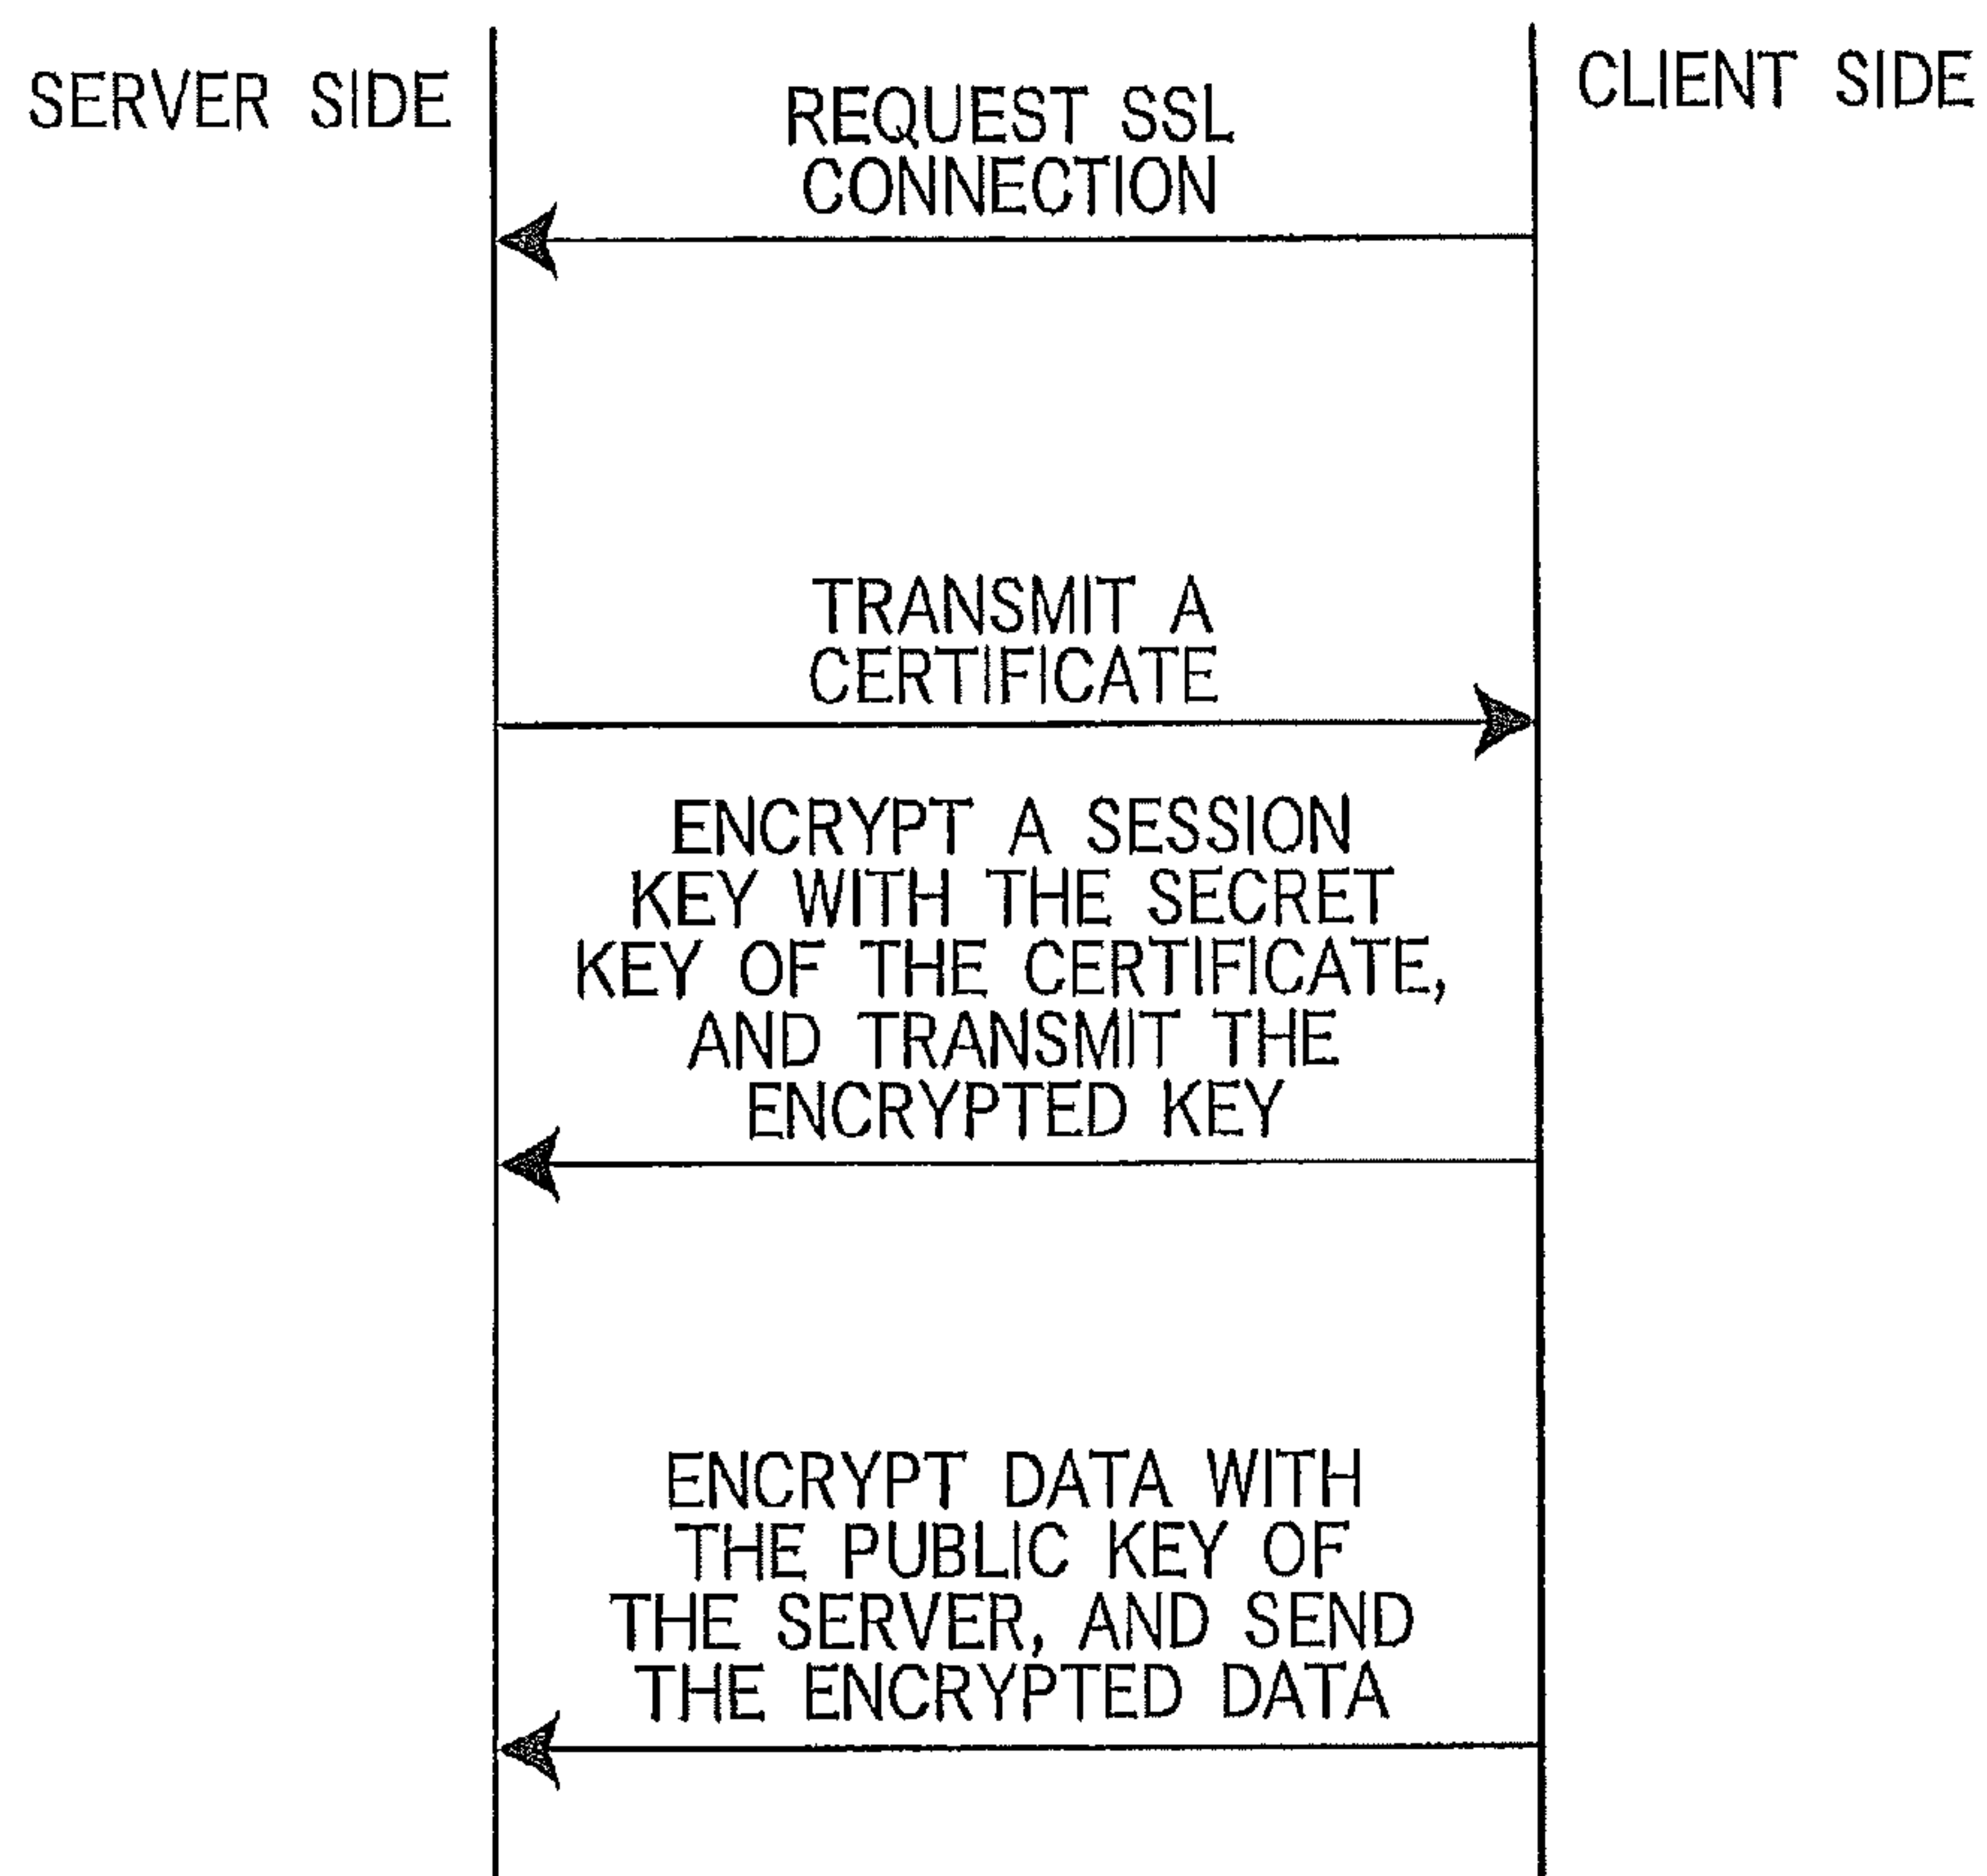 SERVER SIDE
CLIENT SIDE
REQUEST SSL
CONNECTION
TRANSMIT A
CERTIFICATE
ENCRYPT A SESSION
KEY WITH THE SECRET
KEY OF THE CERTIFICATE,
AND TRANSMIT THE
ENCRYPTED KEY
ENCRYPT DATA WITH
THE PUBLIC KEY OF
THE SERVER, AND SEND
THE ENCRYPTED DATA